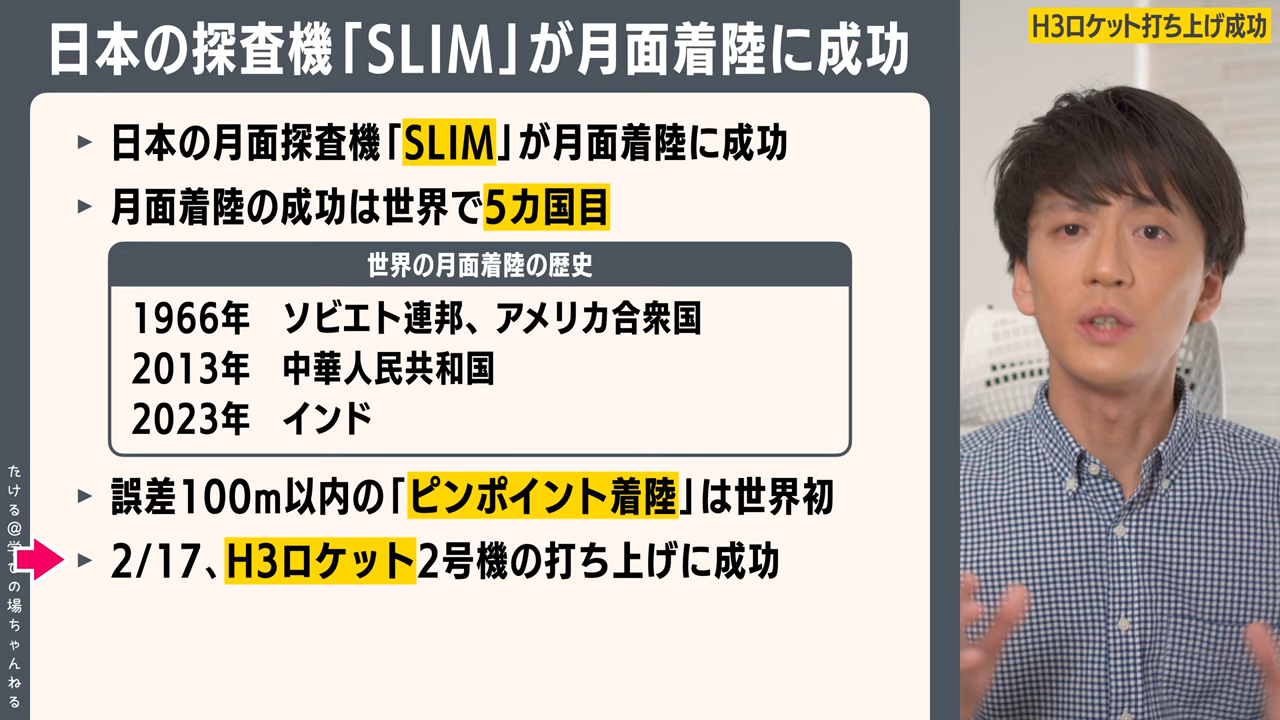 日本の探査機「SLIM」が月面着陸に成功
H3ロケット打ち上げ成功
日本の月面探査機「SLIM」が月面着陸に成功
月面着陸の成功は世界で5カ国目
世界の月面着陸の歴史
1966年 ソビエト連邦、アメリカ合衆国
2013年 中華人民共和国
2023年 インド
誤差100m以内の「ピンポイント着陸」は世界初
2/17、H3ロケット2号機の打ち上げに成功
たける@学びの場ちゃんねる